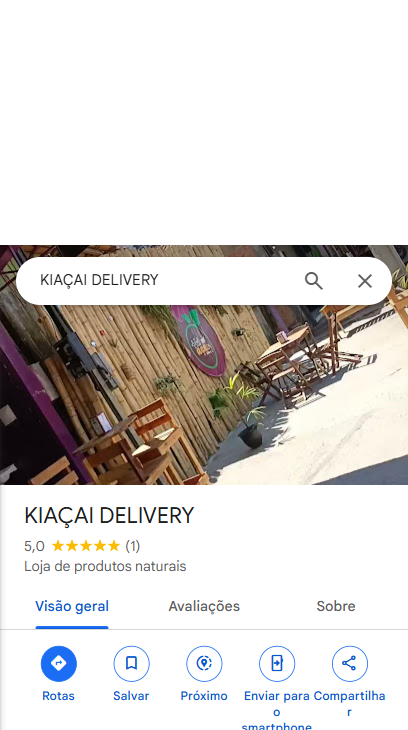 KIAÇAI DELIVERY
KIAÇAI DELIVERY
5,0 (1)
Loja de produtos naturais
Visão geral Avaliações Sobre
Rotas Salvar Próximo Enviar para Compartilha
o r
smartphone